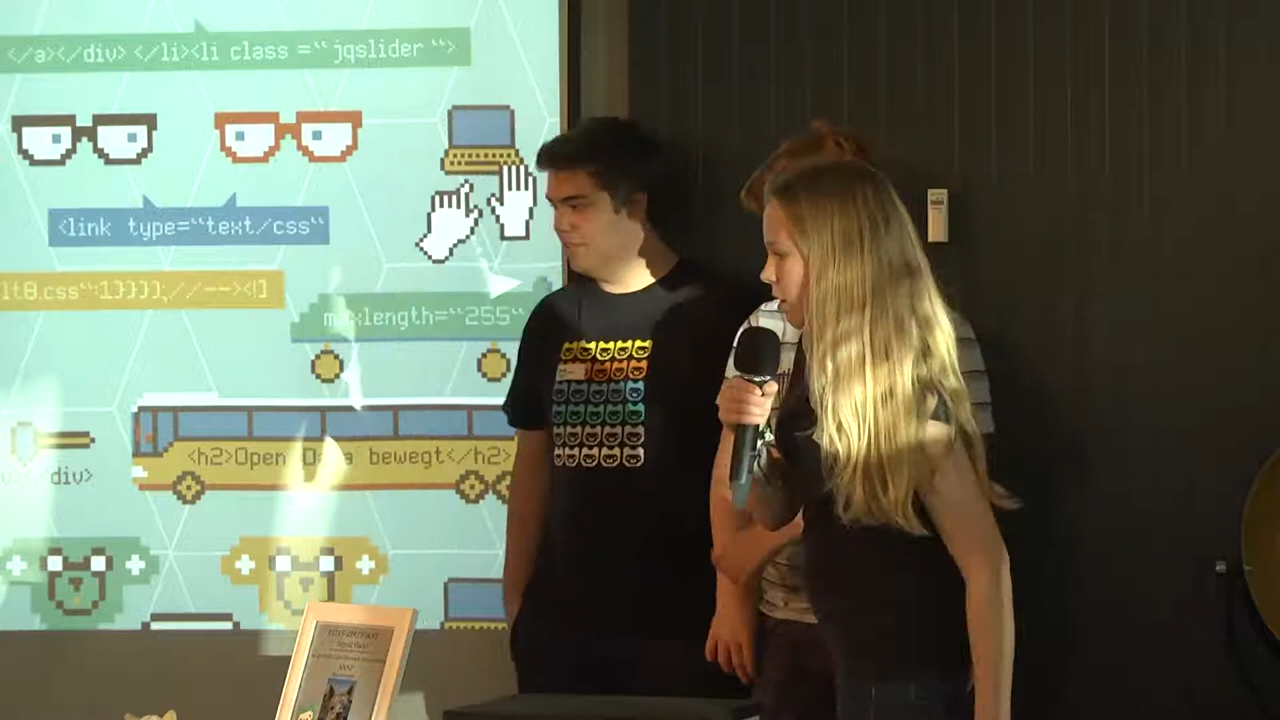 </a></div> </li><li class ="jqslider ">
<link type="text/css"
lt8.css":1}}};//--><!]
maxlength="255"
<h2>Open Data bewegt</h2>
div>